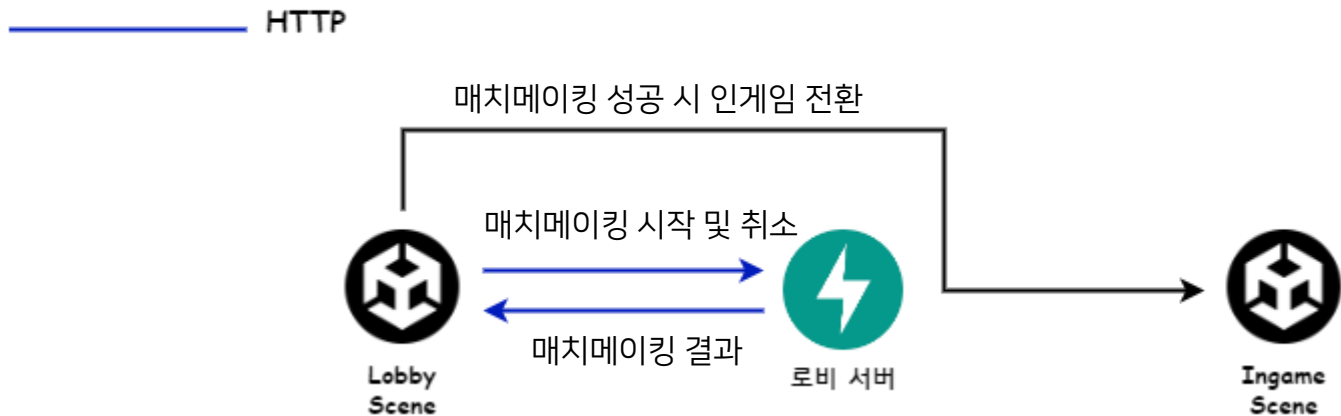 HTTP
매치메이킹 성공 시 인게임 전환
매치메이킹 시작 및 취소
매치메이킹 결과
Lobby
Scene
로비 서버
Ingame
Scene